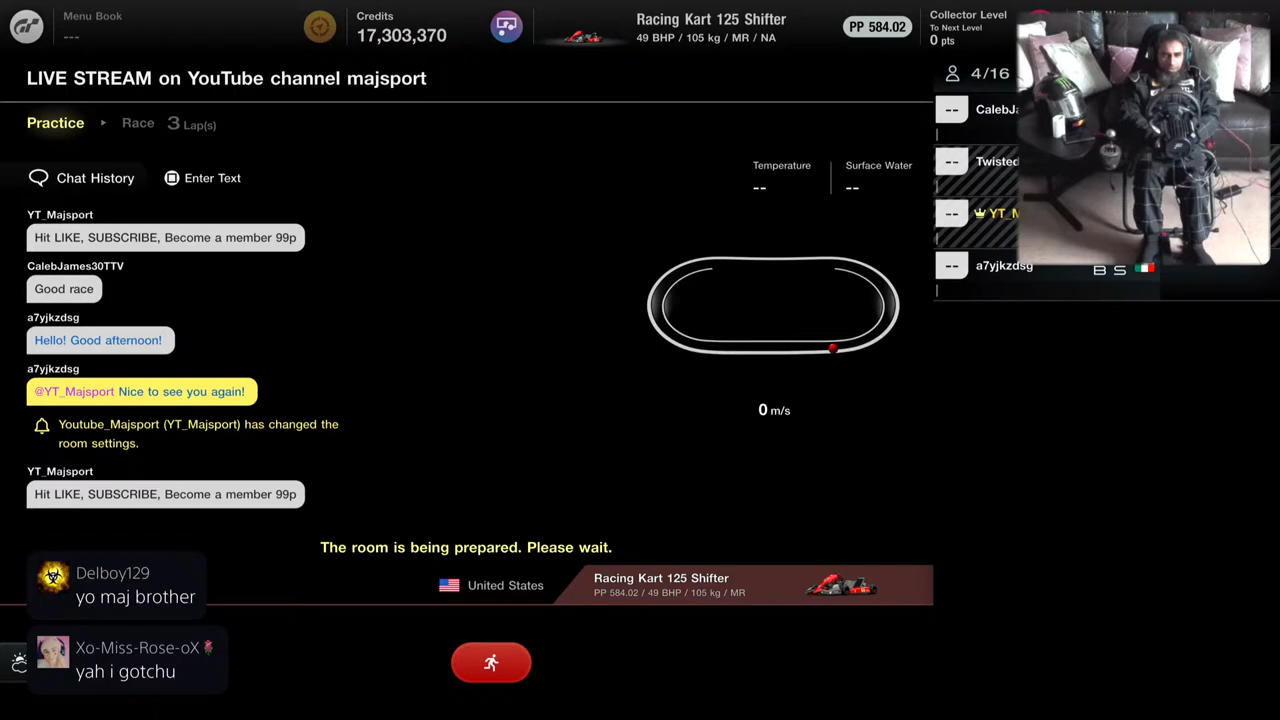 Menu Book
---
Credits
17,303,370
Racing Kart 125 Shifter
49 BHP / 105 kg / MR / NA
PP 584.02
Collector Level
To Next Level
0 pts
LIVE STREAM on YouTube channel majsport
4/16
Practice
Race 3 Lap(s)
Chat History
Enter Text
Temperature
--
Surface Water
--
-- CalebJa
-- Twisted
-- YT_M
-- a7yjkzdsg
B S
YT_Majsport
Hit LIKE, SUBSCRIBE, Become a member 99p
CalebJames30TTV
Good race
a7yjkzdsg
Hello! Good afternoon!
a7yjkzdsg
@YT_Majsport Nice to see you again!
Youtube_Majsport (YT_Majsport) has changed the
room settings.
YT_Majsport
Hit LIKE, SUBSCRIBE, Become a member 99p
0 m/s
The room is being prepared. Please wait.
United States
Racing Kart 125 Shifter
PP 584.02 / 49 BHP / 105 kg / MR
Delboy129
yo maj brother
Xo-Miss-Rose-oX
yah i gotchu